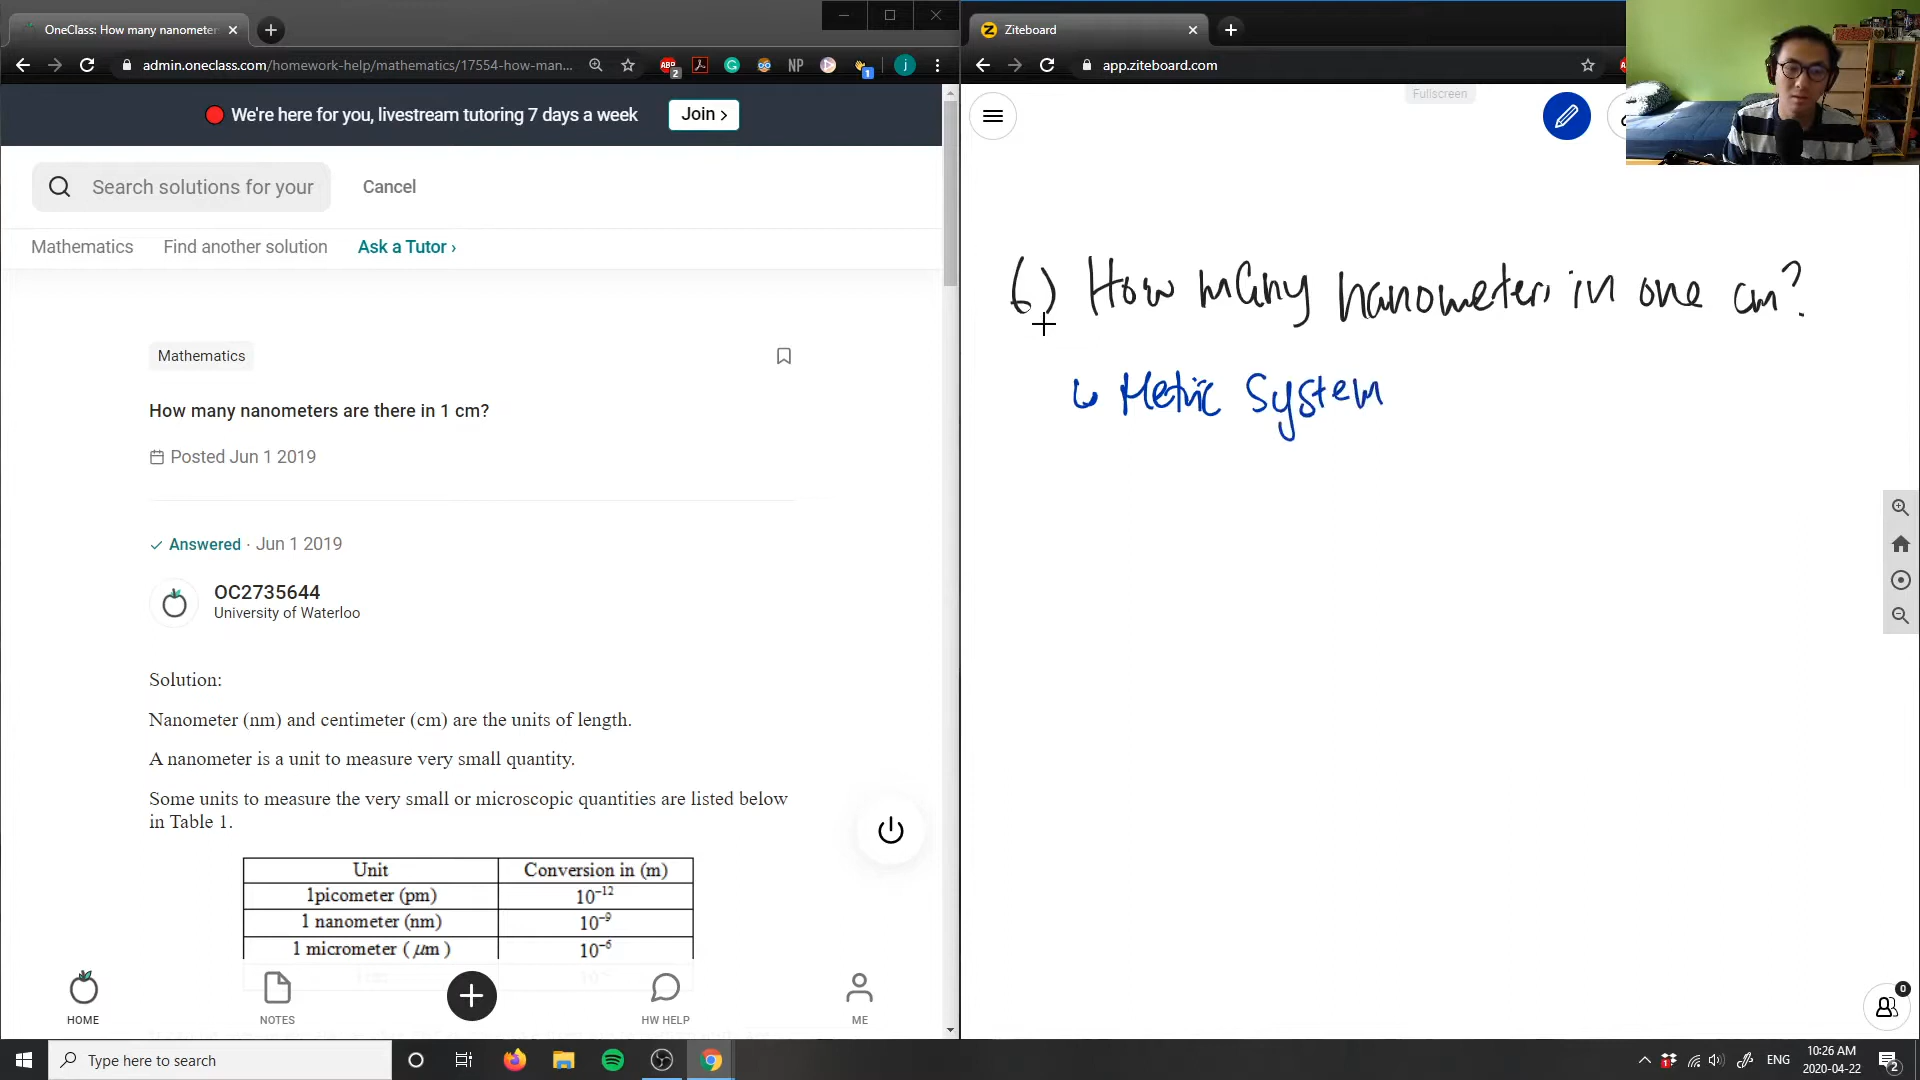 OneClass: How many nanometer
admin.oneclass.com/homework-help/mathematics/17554-how-man...
ABP
2
NP
1
j
We're here for you, livestream tutoring 7 days a week
Join >
Search solutions for your
Cancel
Mathematics
Find another solution
Ask a Tutor ›
Mathematics
How many nanometers are there in 1 cm?
Posted Jun 1 2019
Answered · Jun 1 2019
OC2735644
University of Waterloo
Solution:
Nanometer (nm) and centimeter (cm) are the units of length.
A nanometer is a unit to measure very small quantity.
Some units to measure the very small or microscopic quantities are listed below
in Table 1.
Unit Conversion in (m)
1picometer (pm) 10⁻¹²
1 nanometer (nm) 10⁻⁹
1 micrometer (μm) 10⁻⁶
HOME
NOTES
HW HELP
ME
Ziteboard
app.ziteboard.com
Fullscreen
6) How many nanometers in one cm?
Metric System
0
Type here to search
ENG
10:26 AM
2020-04-22
2